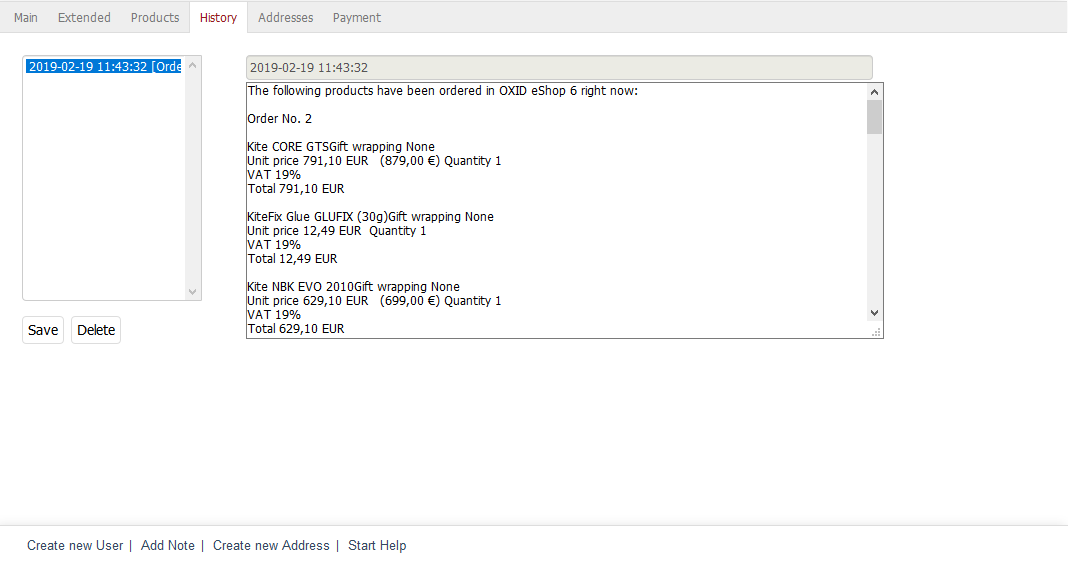 Main Extended Products History Addresses Payment
2019-02-19 11:43:32 [Orde
2019-02-19 11:43:32
The following products have been ordered in OXID eShop 6 right now:
Order No. 2
Kite CORE GTSGift wrapping None
Unit price 791,10 EUR (879,00 €) Quantity 1
VAT 19%
Total 791,10 EUR
KiteFix Glue GLUFIX (30g)Gift wrapping None
Unit price 12,49 EUR Quantity 1
VAT 19%
Total 12,49 EUR
Kite NBK EVO 2010Gift wrapping None
Unit price 629,10 EUR (699,00 €) Quantity 1
VAT 19%
Total 629,10 EUR
Save Delete
Create new User | Add Note | Create new Address | Start Help